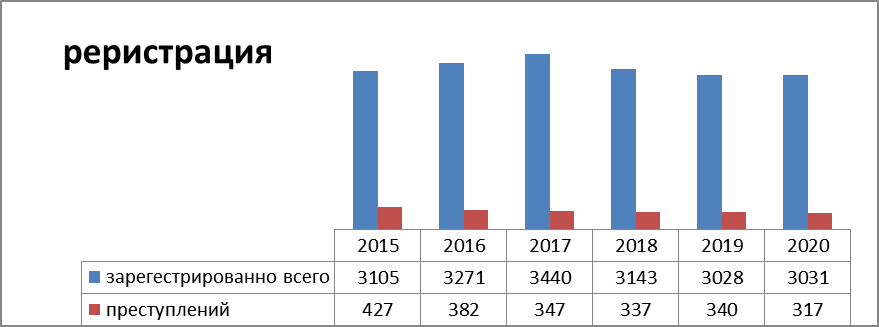 реристрация
2015 2016 2017 2018 2019 2020
зарегестрированно всего 3105 3271 3440 3143 3028 3031
преступлений 427 382 347 337 340 317